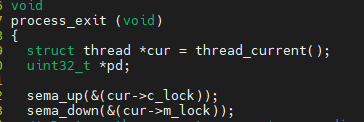 void
process_exit (void)
{
struct thread *cur = thread_current();
uint32_t *pd;
sema_up(&(cur->c_lock));
sema_down(&(cur->m_lock));